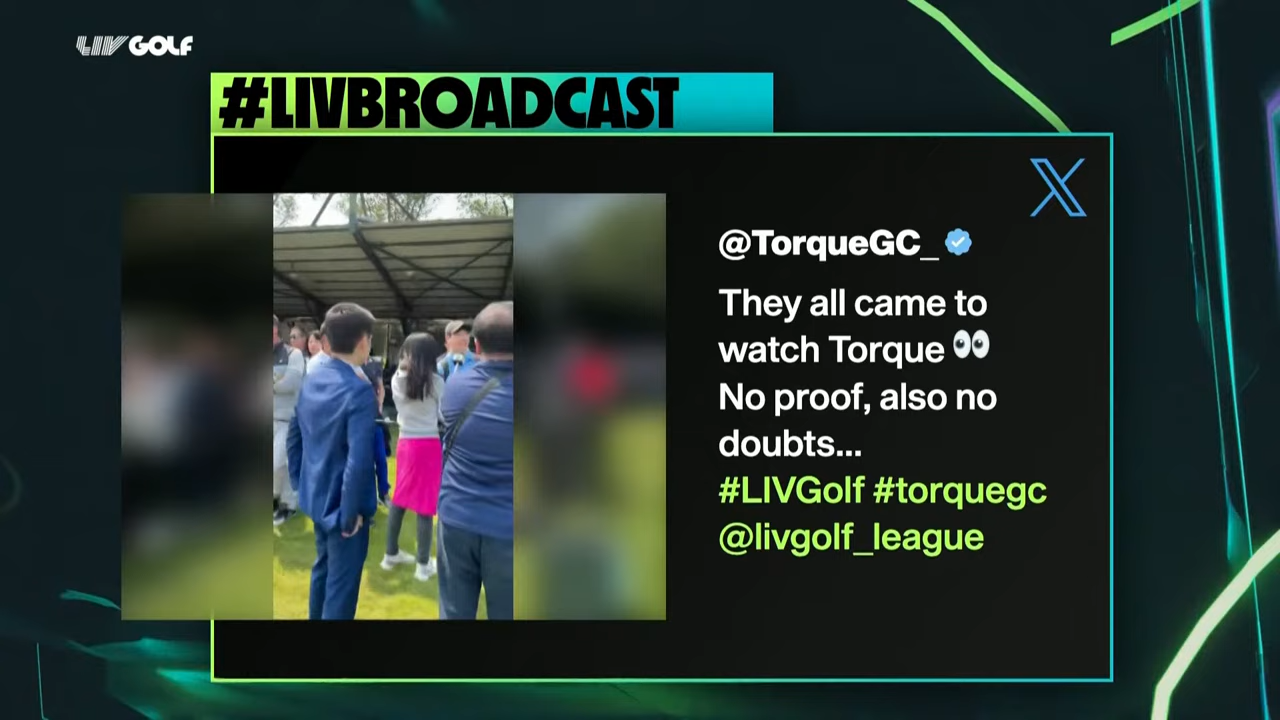 LIV GOLF
#LIVBROADCAST
@TorqueGC_
They all came to
watch Torque 👀
No proof, also no
doubts...
#LIVGolf #torquegc
@livgolf_league